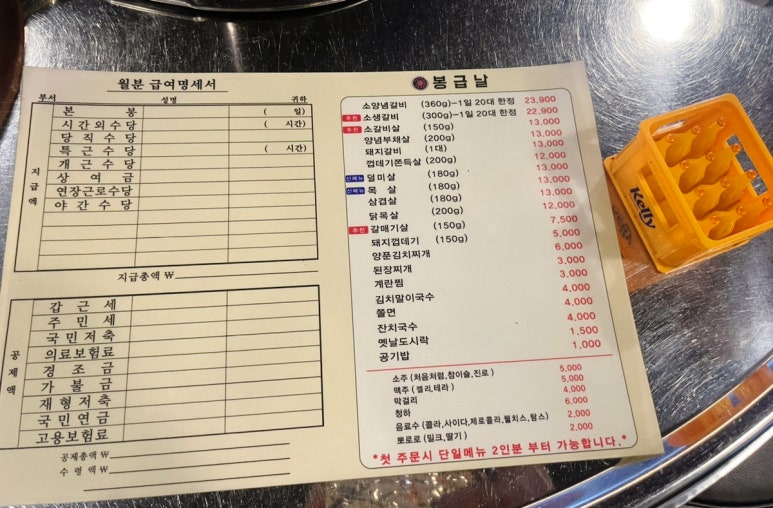 월분 급여명세서
부서 성명 귀하
지급액
본 봉 ( 일)
시간외수당 ( 시간)
당직수당
특근수당 ( 시간)
개근수당
상 여 금
연장근로수당
야간수당
지급총액 ₩
공제액
갑 근 세
주 민 세
국민저축
의료보험료
경 조 금
가 불 금
재형저축
국민연금
고용보험료
공제총액 ₩
수령액 ₩
봉급날
소양념갈비 (360g)-1일 20대 한정 23,900
추천 소생갈비 (300g)-1일 20대 한정 22,900
추천 소갈비살 (150g) 13,000
양념부채살 (200g) 13,000
돼지갈비 (1대) 13,000
껍데기쫀득살 (200g) 12,000
신메뉴 덜미살 (180g) 13,000
신메뉴 목 살 (180g) 13,000
삼겹살 (180g) 13,000
닭목살 (200g) 12,000
추천 갈매기살 (150g) 7,500
돼지껍데기 (150g) 5,000
양푼김치찌개 6,000
된장찌개 3,000
계란찜 3,000
김치말이국수 4,000
쫄면 4,000
잔치국수 4,000
옛날도시락 1,500
공기밥 1,000
소주 (처음처럼,참이슬,진로) 5,000
맥주 (켈리,테라) 5,000
막걸리 4,000
청하 6,000
음료수 (콜라,사이다,제로콜라,웰치스,탐스) 2,000
뽀로로 (밀크,딸기) 2,000
*첫 주문시 단일메뉴 2인분 부터 가능합니다.*
Kelly